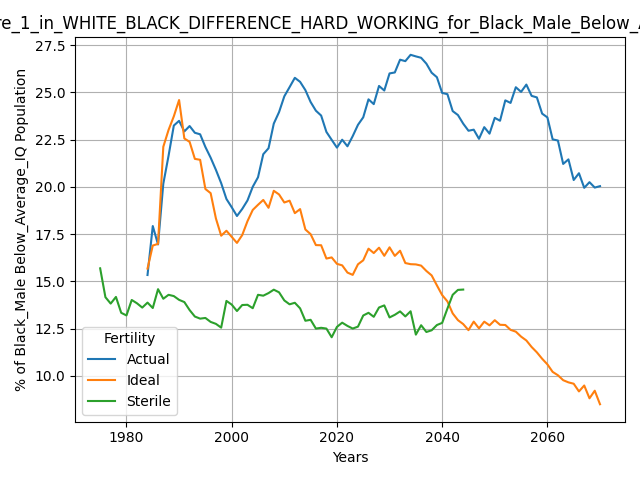 re_1_in_WHITE_BLACK_DIFFERENCE_HARD_WORKING_for_Black_Male_Below_A
% of Black_Male Below_Average_IQ Population
27.5
25.0
22.5
20.0
17.5
15.0
12.5
10.0
Fertility
Actual
Ideal
Sterile
1980
2000
2020
2040
2060
Years